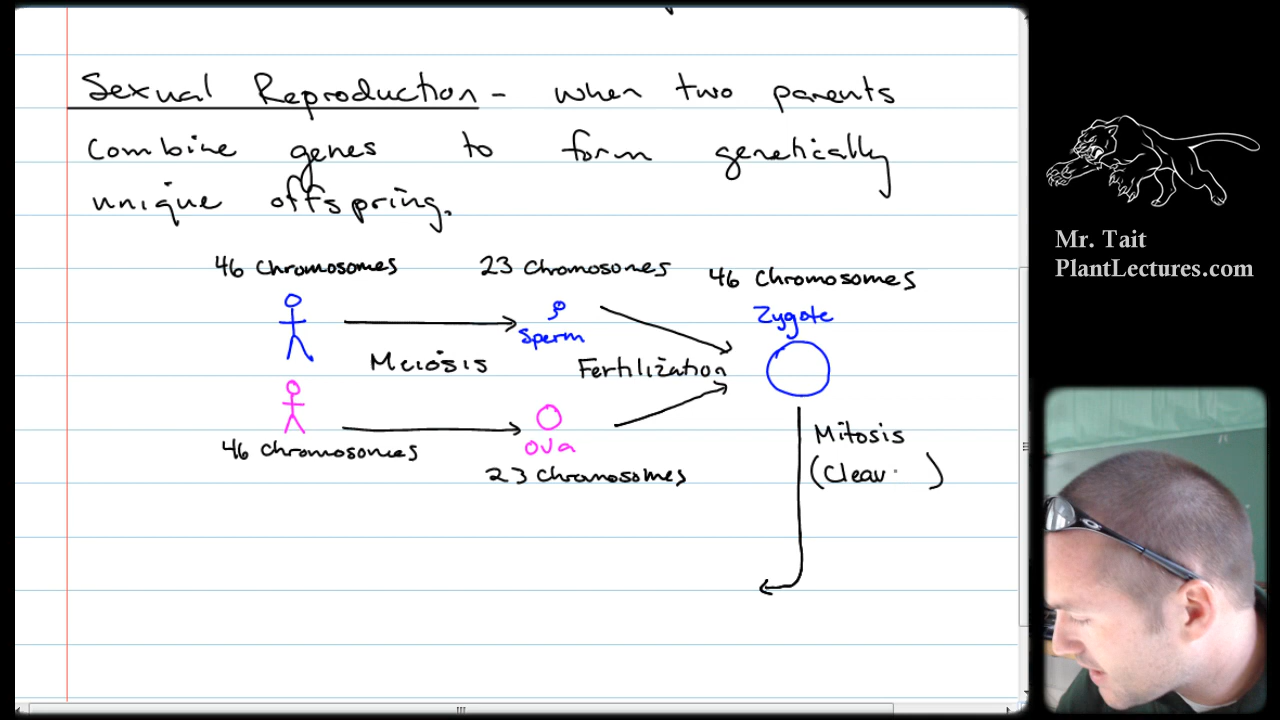 Sexual Reproduction - when two parents
combine genes to form genetically
unique offspring.
46 Chromosomes
23 Chromosomes
46 Chromosomes
Zygote
Sperm
Meiosis
Fertilization
46 Chromosomes
Ova
23 Chromosomes
Mitosis
(Cleav )
Mr. Tait
PlantLectures.com